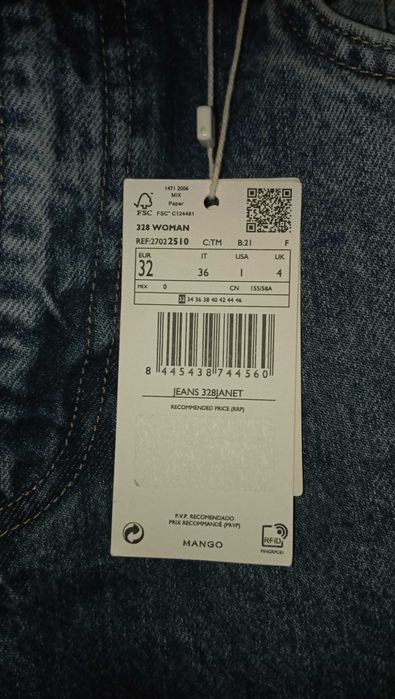 1471 2006
MIX
Paper
FSC FSC® C124481
328 WOMAN
REF:27022510 C:TM B:21 F
EUR IT USA UK
32 36 1 4
MEX 0 CN 155/58A
32 34 36 38 40 42 44 46
8 445438 744560
JEANS 328JANET
RECOMMENDED PRICE (RRP)
P.V.P. RECOMENDADO
PRIX RECOMMANDÉ (PRVP)
MANGO
RFID